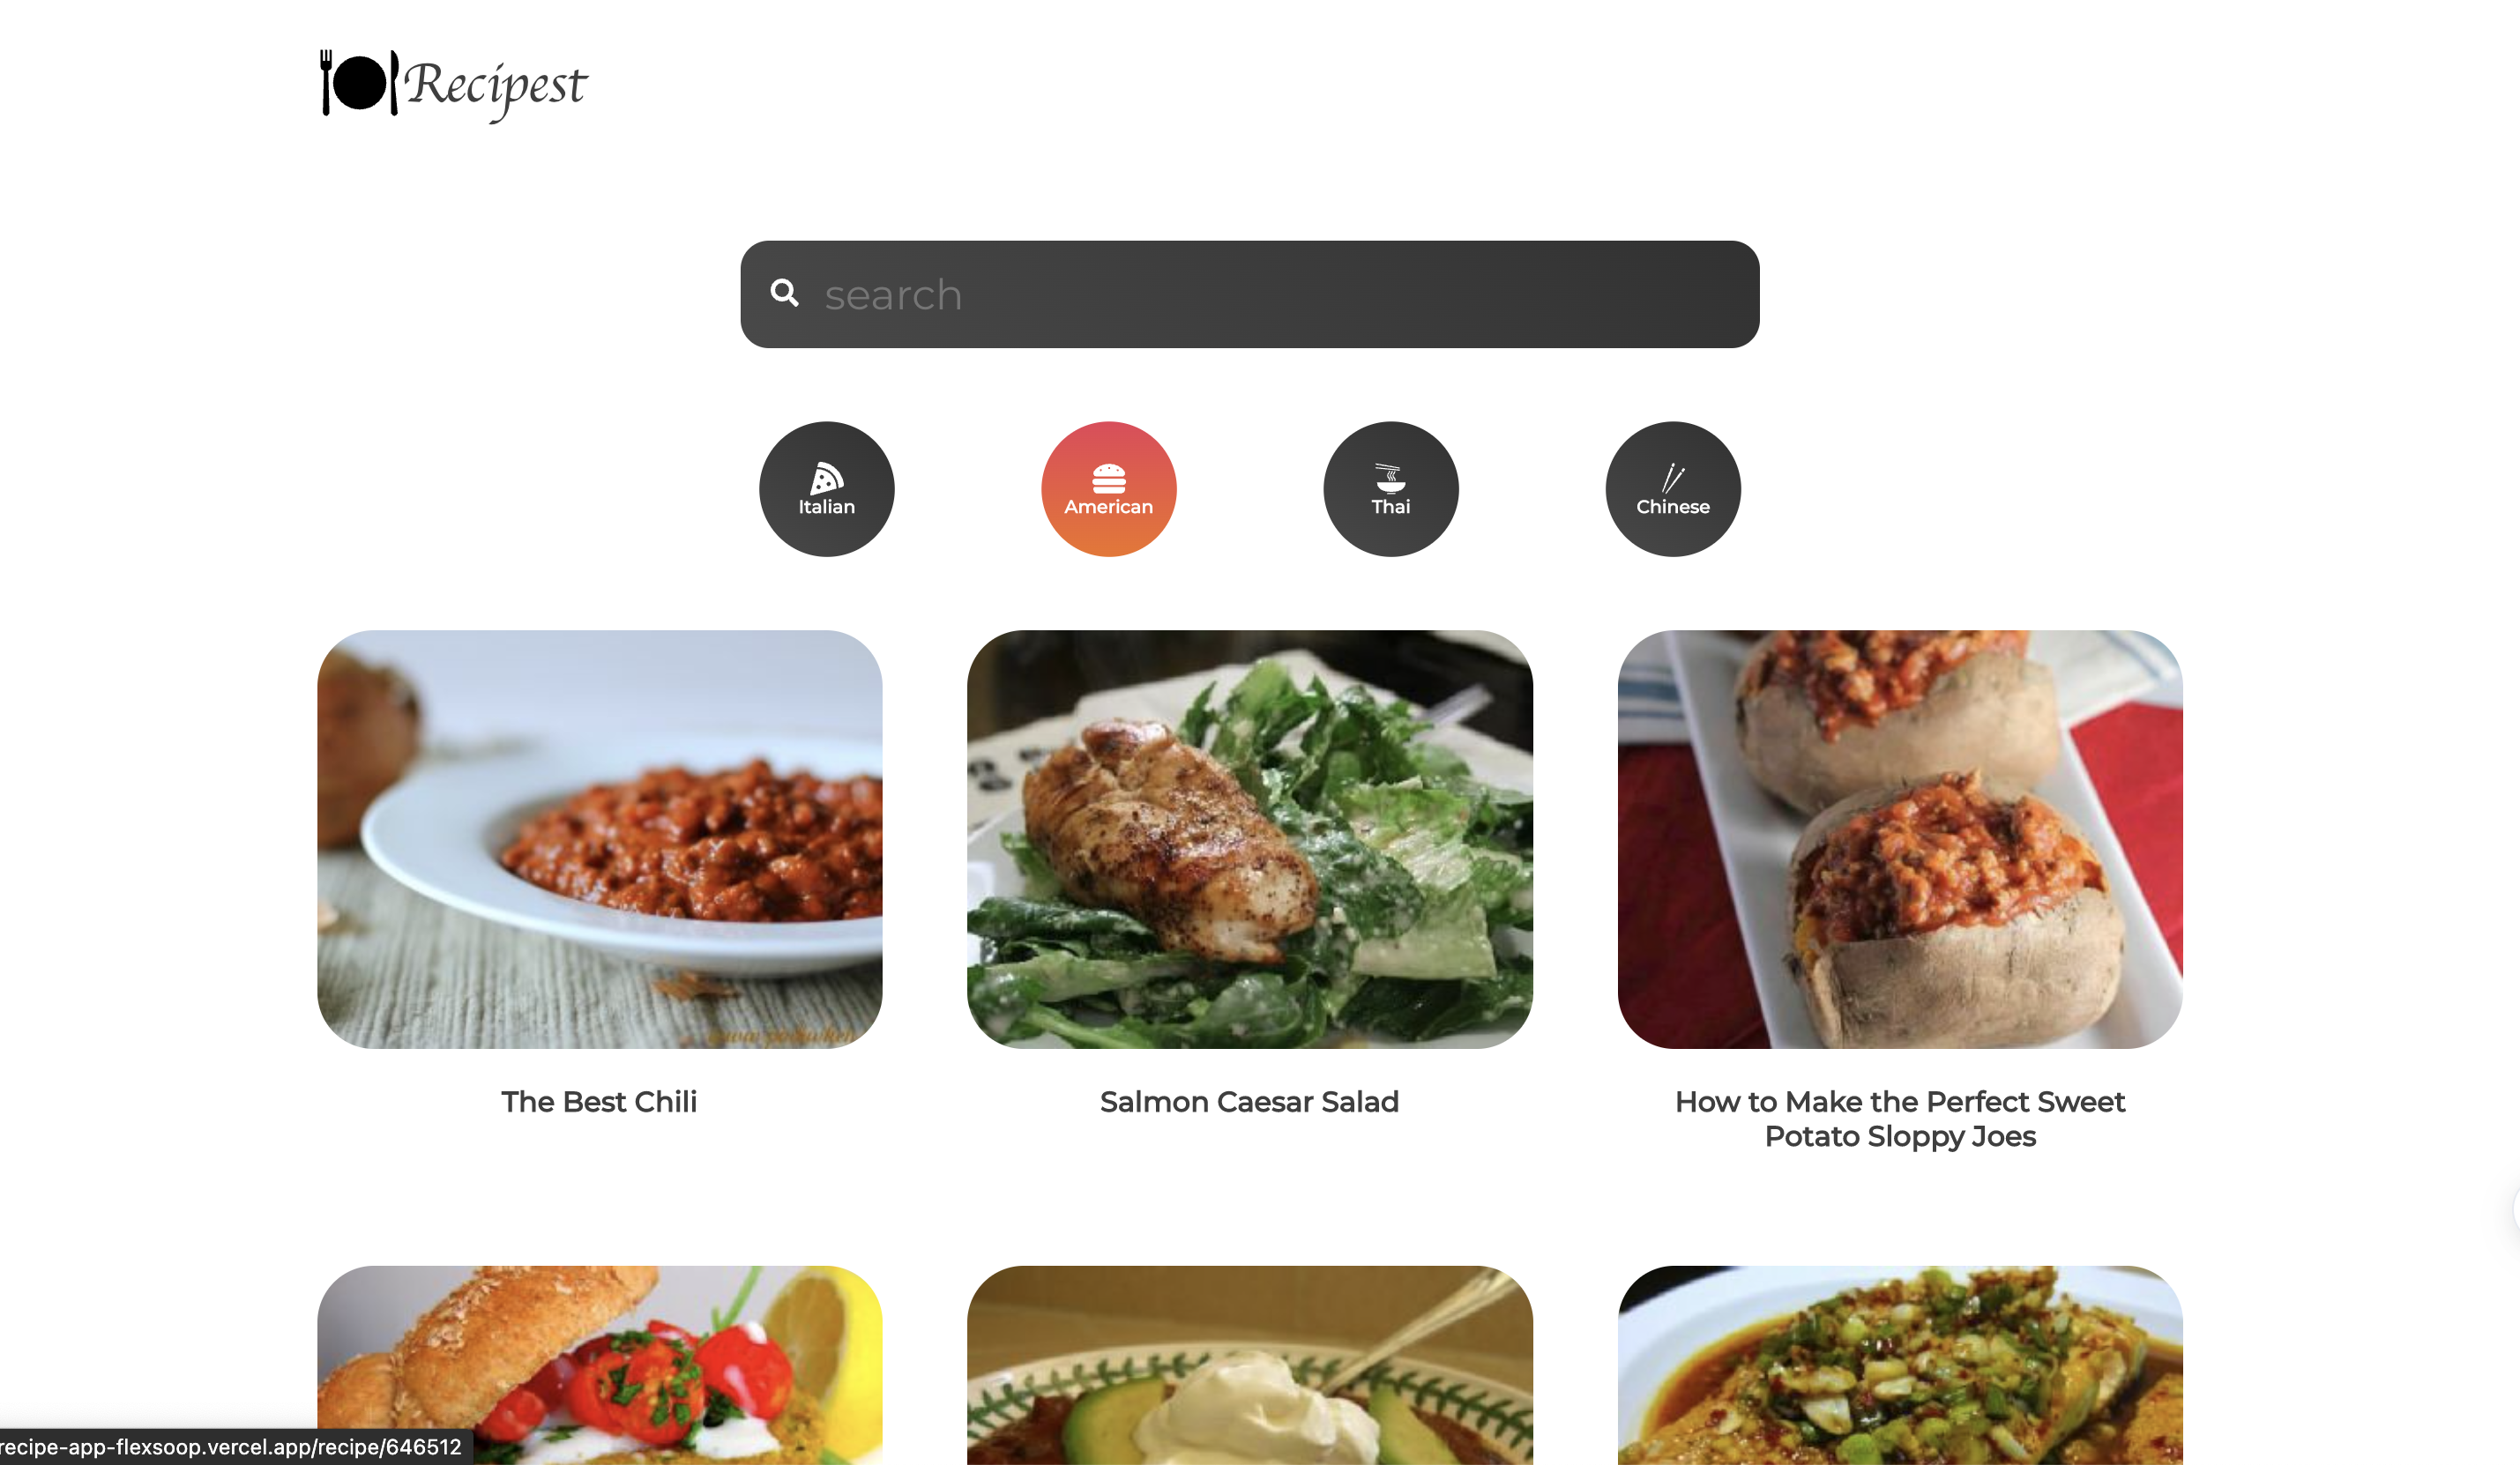 Recipest
search
Italian
American
Thai
Chinese
The Best Chili
Salmon Caesar Salad
How to Make the Perfect Sweet
Potato Sloppy Joes
recipe-app-flexsoop.vercel.app/recipe/646512